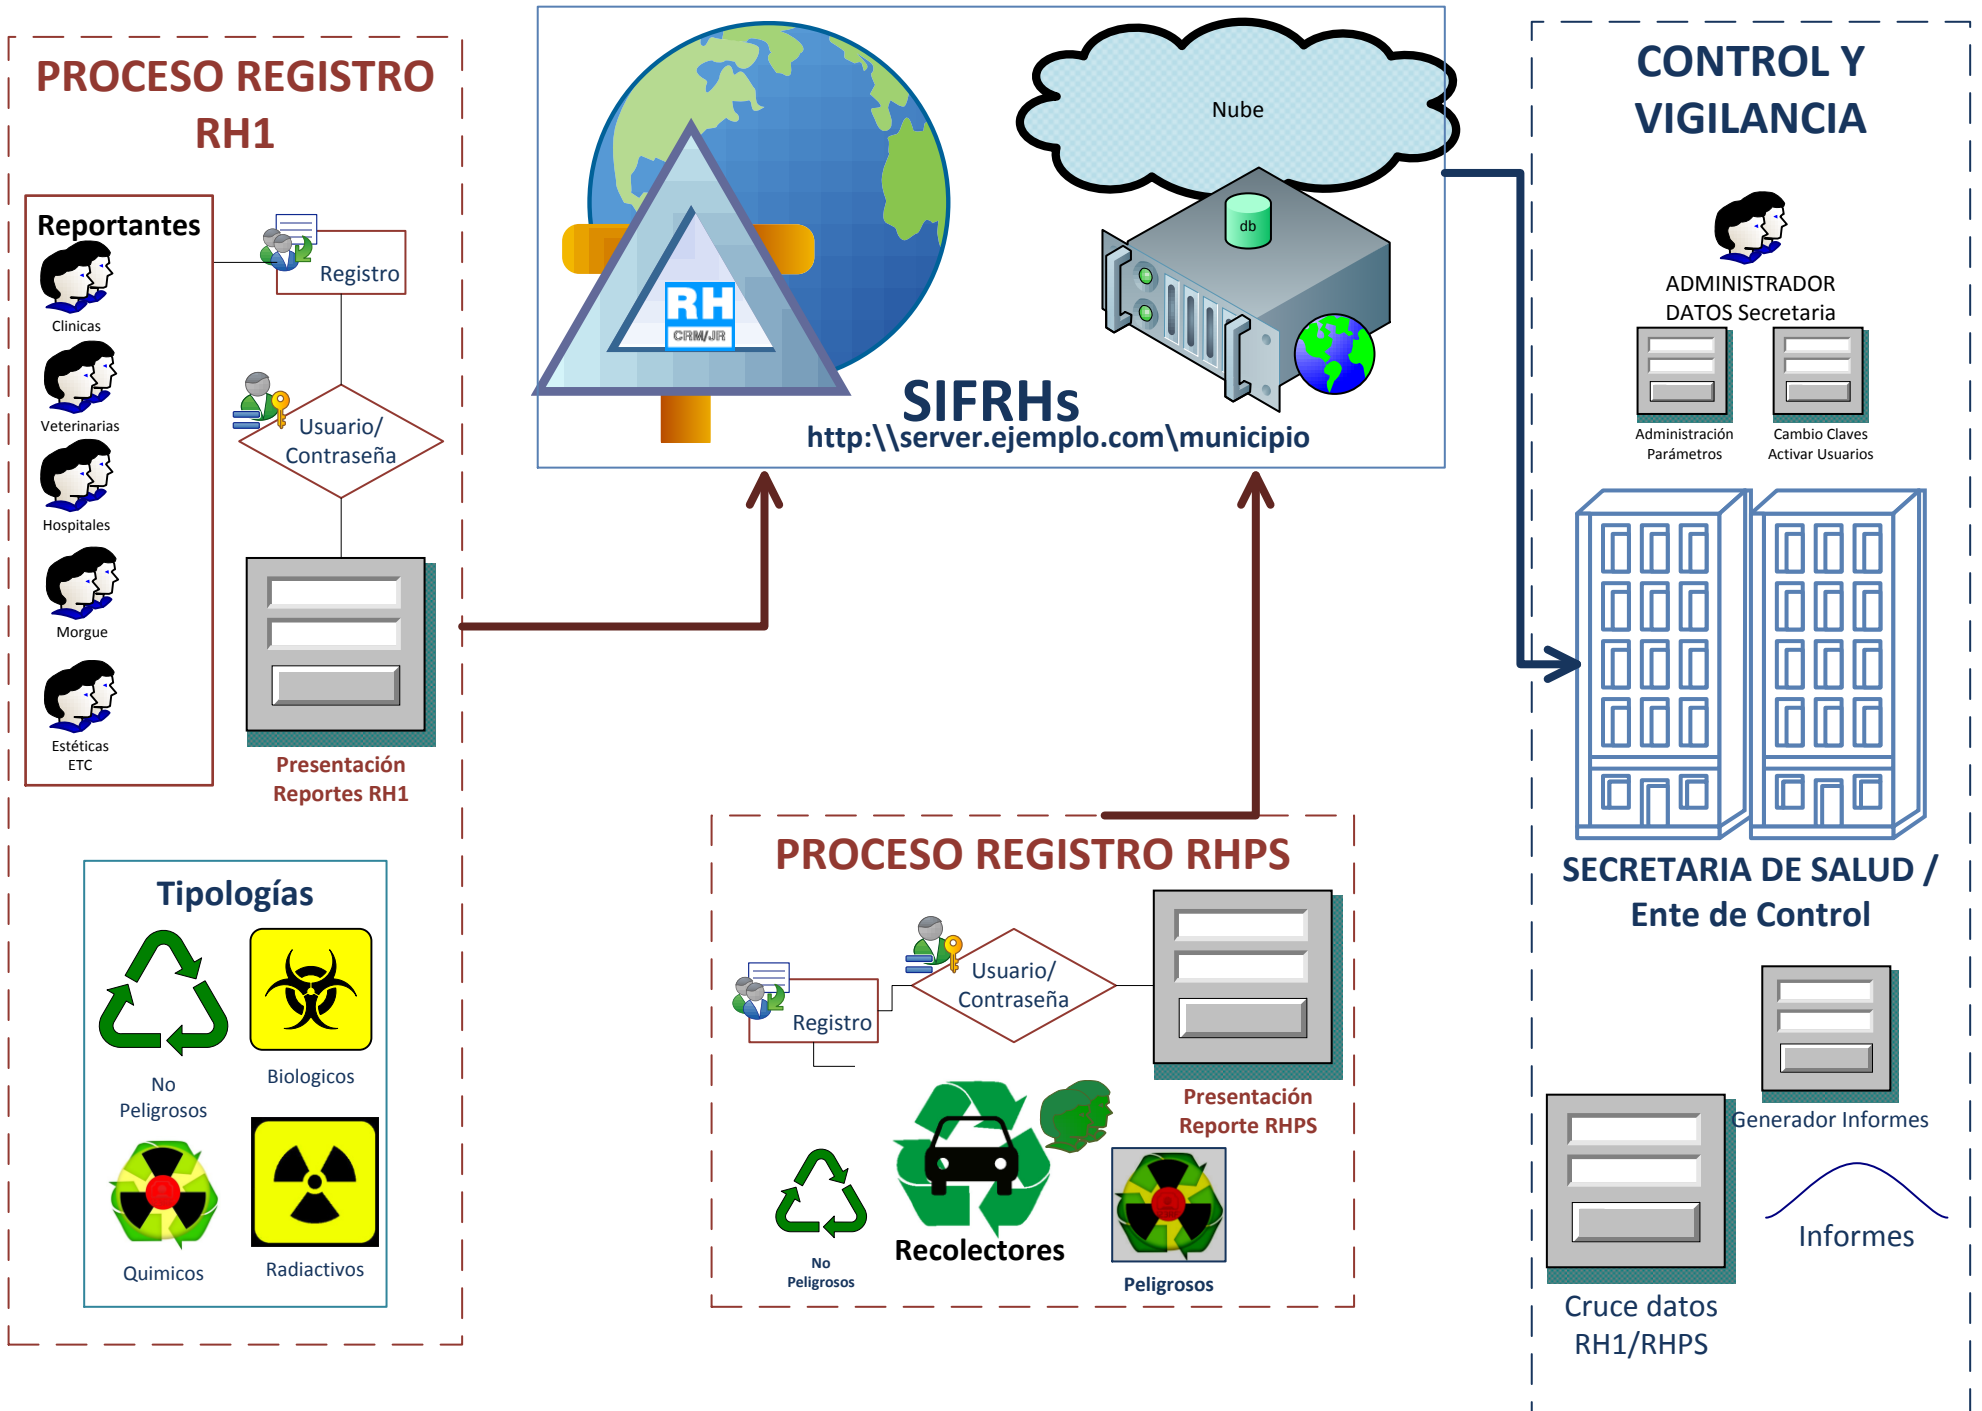 PROCESO REGISTRO
RH1
Reportantes
Clinicas
Veterinarias
Hospitales
Morgue
Estéticas
ETC
Registro
Usuario/
Contraseña
Presentación
Reportes RH1
Tipologías
No
Peligrosos
Biologicos
Quimicos
Radiactivos
RH
CRM/JR
Nube
db
SIFRHs
http:\\server.ejemplo.com\municipio
PROCESO REGISTRO RHPS
Registro
Usuario/
Contraseña
Presentación
Reporte RHPS
No
Peligrosos
Recolectores
Peligrosos
CONTROL Y
VIGILANCIA
ADMINISTRADOR
DATOS Secretaria
Administración
Parámetros
Cambio Claves
Activar Usuarios
SECRETARIA DE SALUD /
Ente de Control
Generador Informes
Informes
Cruce datos
RH1/RHPS